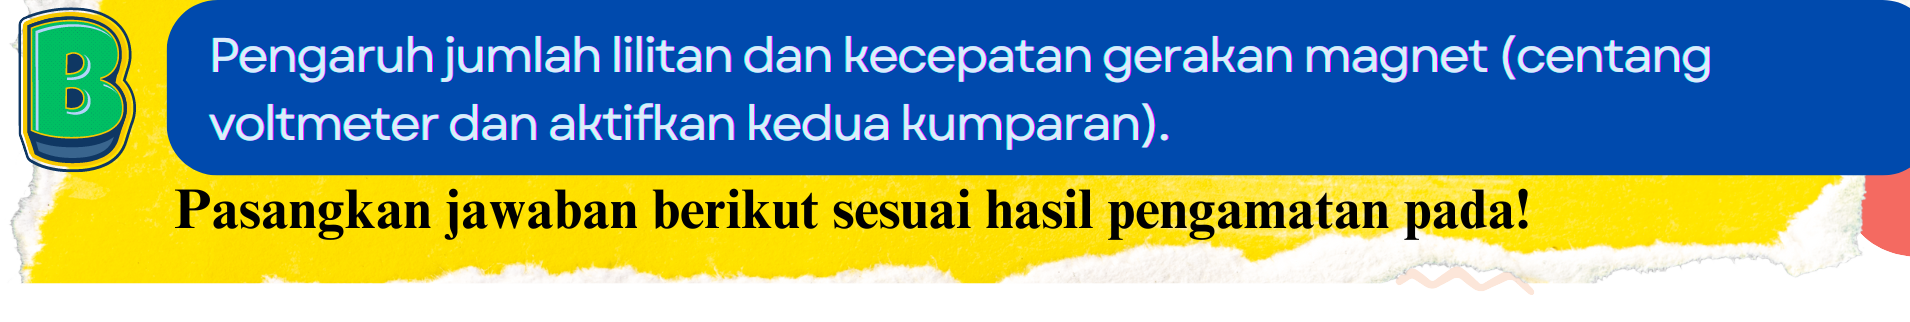 B
Pengaruh jumlah lilitan dan kecepatan gerakan magnet (centang
voltmeter dan aktifkan kedua kumparan).
Pasangkan jawaban berikut sesuai hasil pengamatan pada!